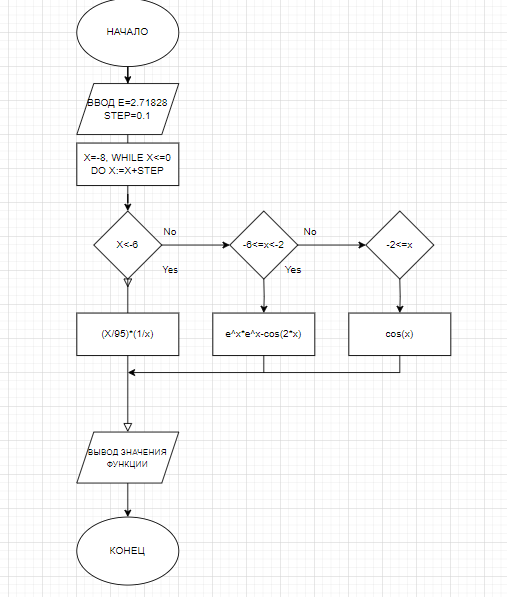 НАЧАЛО
ВВОД E=2.71828
STEP=0.1
X=-8, WHILE X<=0
DO X:=X+STEP
X<-6
No
-6<=x<-2
No
-2<=x
Yes
Yes
(X/95)*(1/x)
e^x*e^x-cos(2*x)
cos(x)
ВЫВОД ЗНАЧЕНИЯ
ФУНКЦИИ
КОНЕЦ